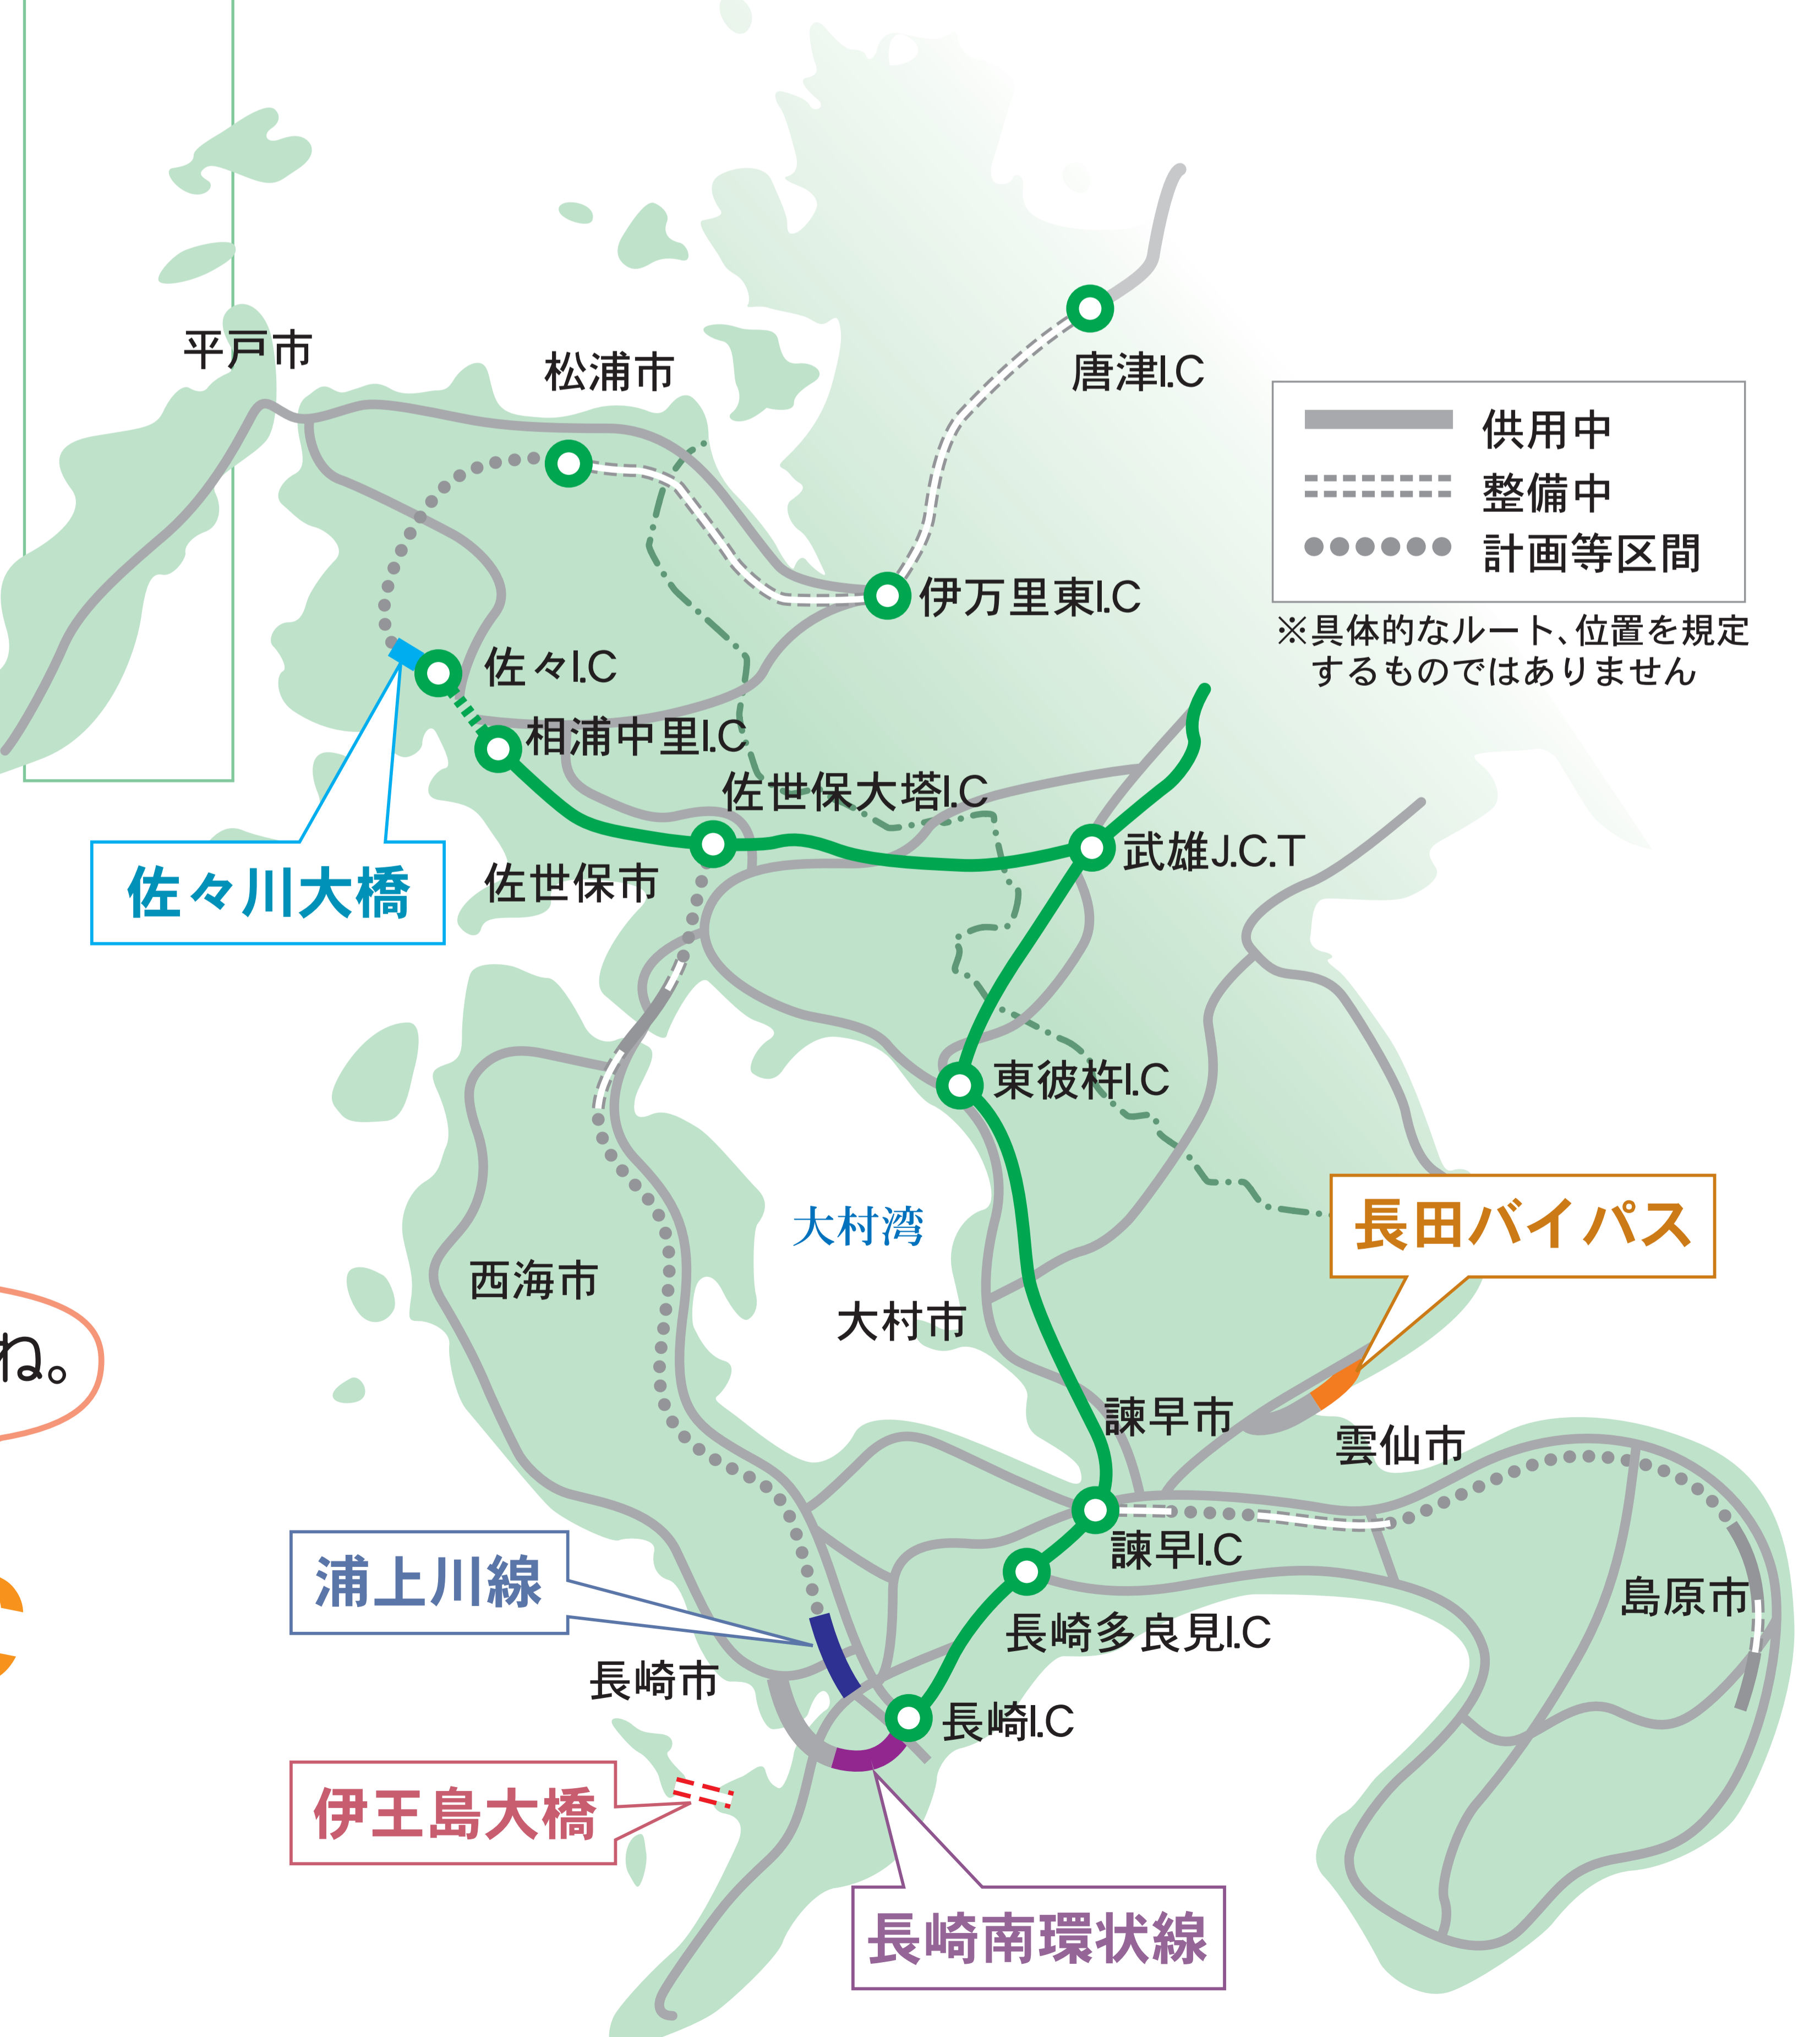 平戸市
松浦市
唐津I.C
供用中
整備中
計画等区間
※具体的なルート、位置を規定
するものではありません
伊万里東I.C
佐々I.C
相浦中里I.C
佐世保大塔I.C
武雄J.C.T
佐々川大橋
佐世保市
東彼杵I.C
大村湾
長田バイパス
西海市
大村市
ね。
諫早市
雲仙市
諫早I.C
浦上川線
島原市
長崎多良見I.C
長崎市
長崎I.C
伊王島大橋
長崎南環状線